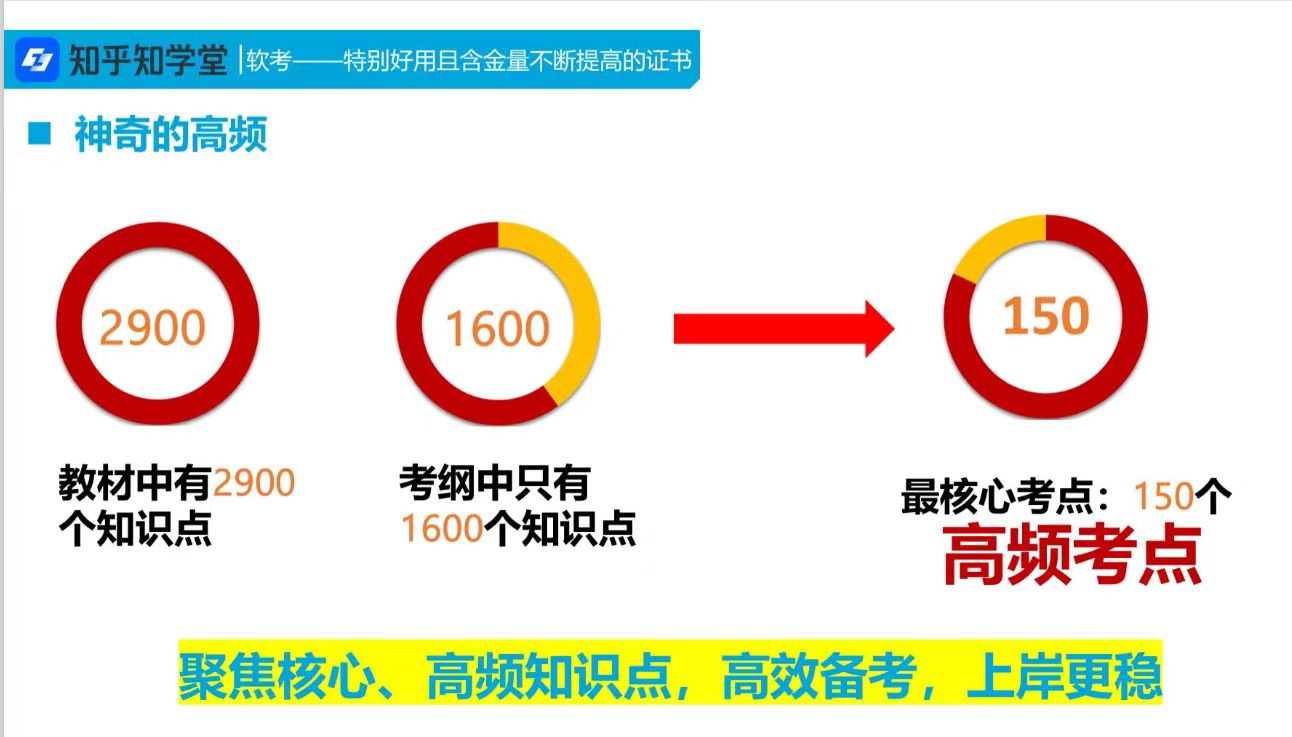 知乎知学堂|软考——特别好用且含金量不断提高的证书
神奇的高频
2900
1600
150
教材中有2900
个知识点
考纲中只有
1600个知识点
最核心考点：150个
高频考点
聚焦核心、高频知识点，高效备考，上岸更稳